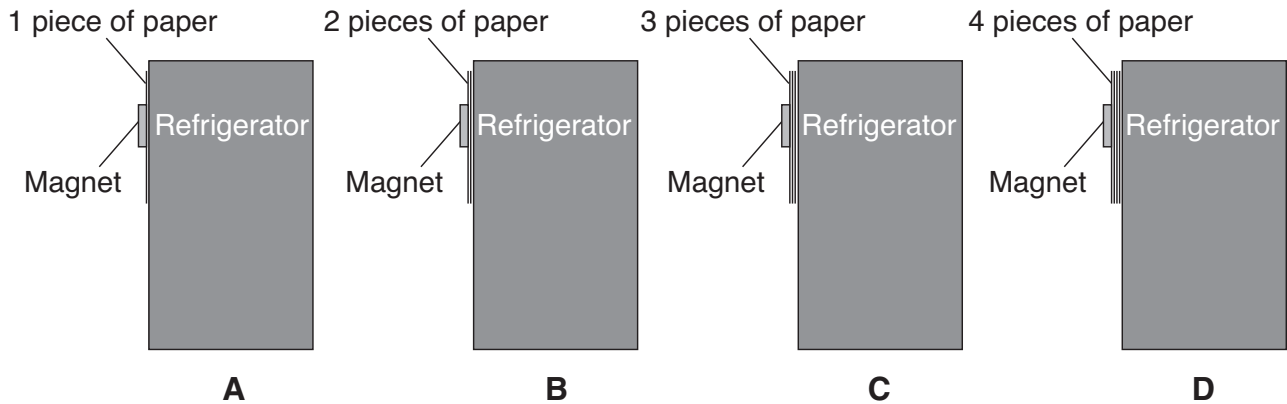 1 piece of paper
2 pieces of paper
3 pieces of paper
4 pieces of paper
Refrigerator
Refrigerator
Refrigerator
Refrigerator
Magnet
Magnet
Magnet
Magnet
A
B
C
D